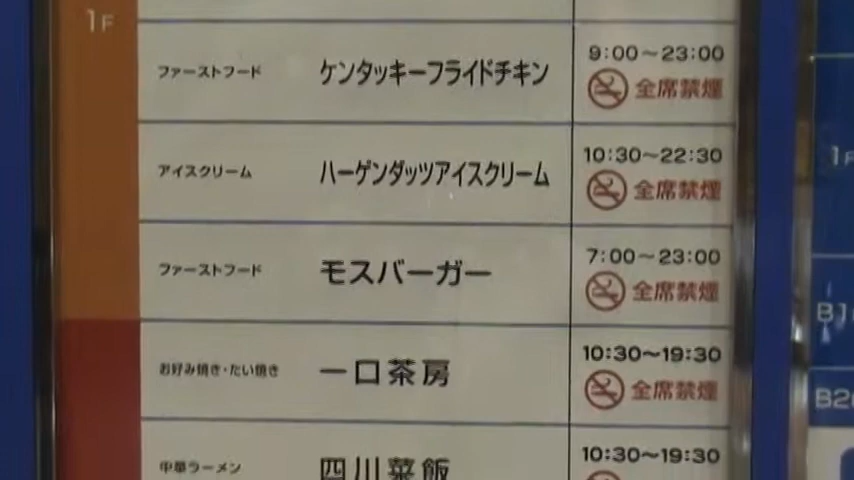 1F
ファーストフード ケンタッキーフライドチキン 9:00～23:00
全席禁煙
アイスクリーム ハーゲンダッツアイスクリーム 10:30～22:30
全席禁煙
ファーストフード モスバーガー 7:00～23:00
全席禁煙
お好み焼き・たい焼き 一口茶房 10:30～19:30
全席禁煙
中華ラーメン 四川菜飯 10:30～19:30
1F
B1
B2